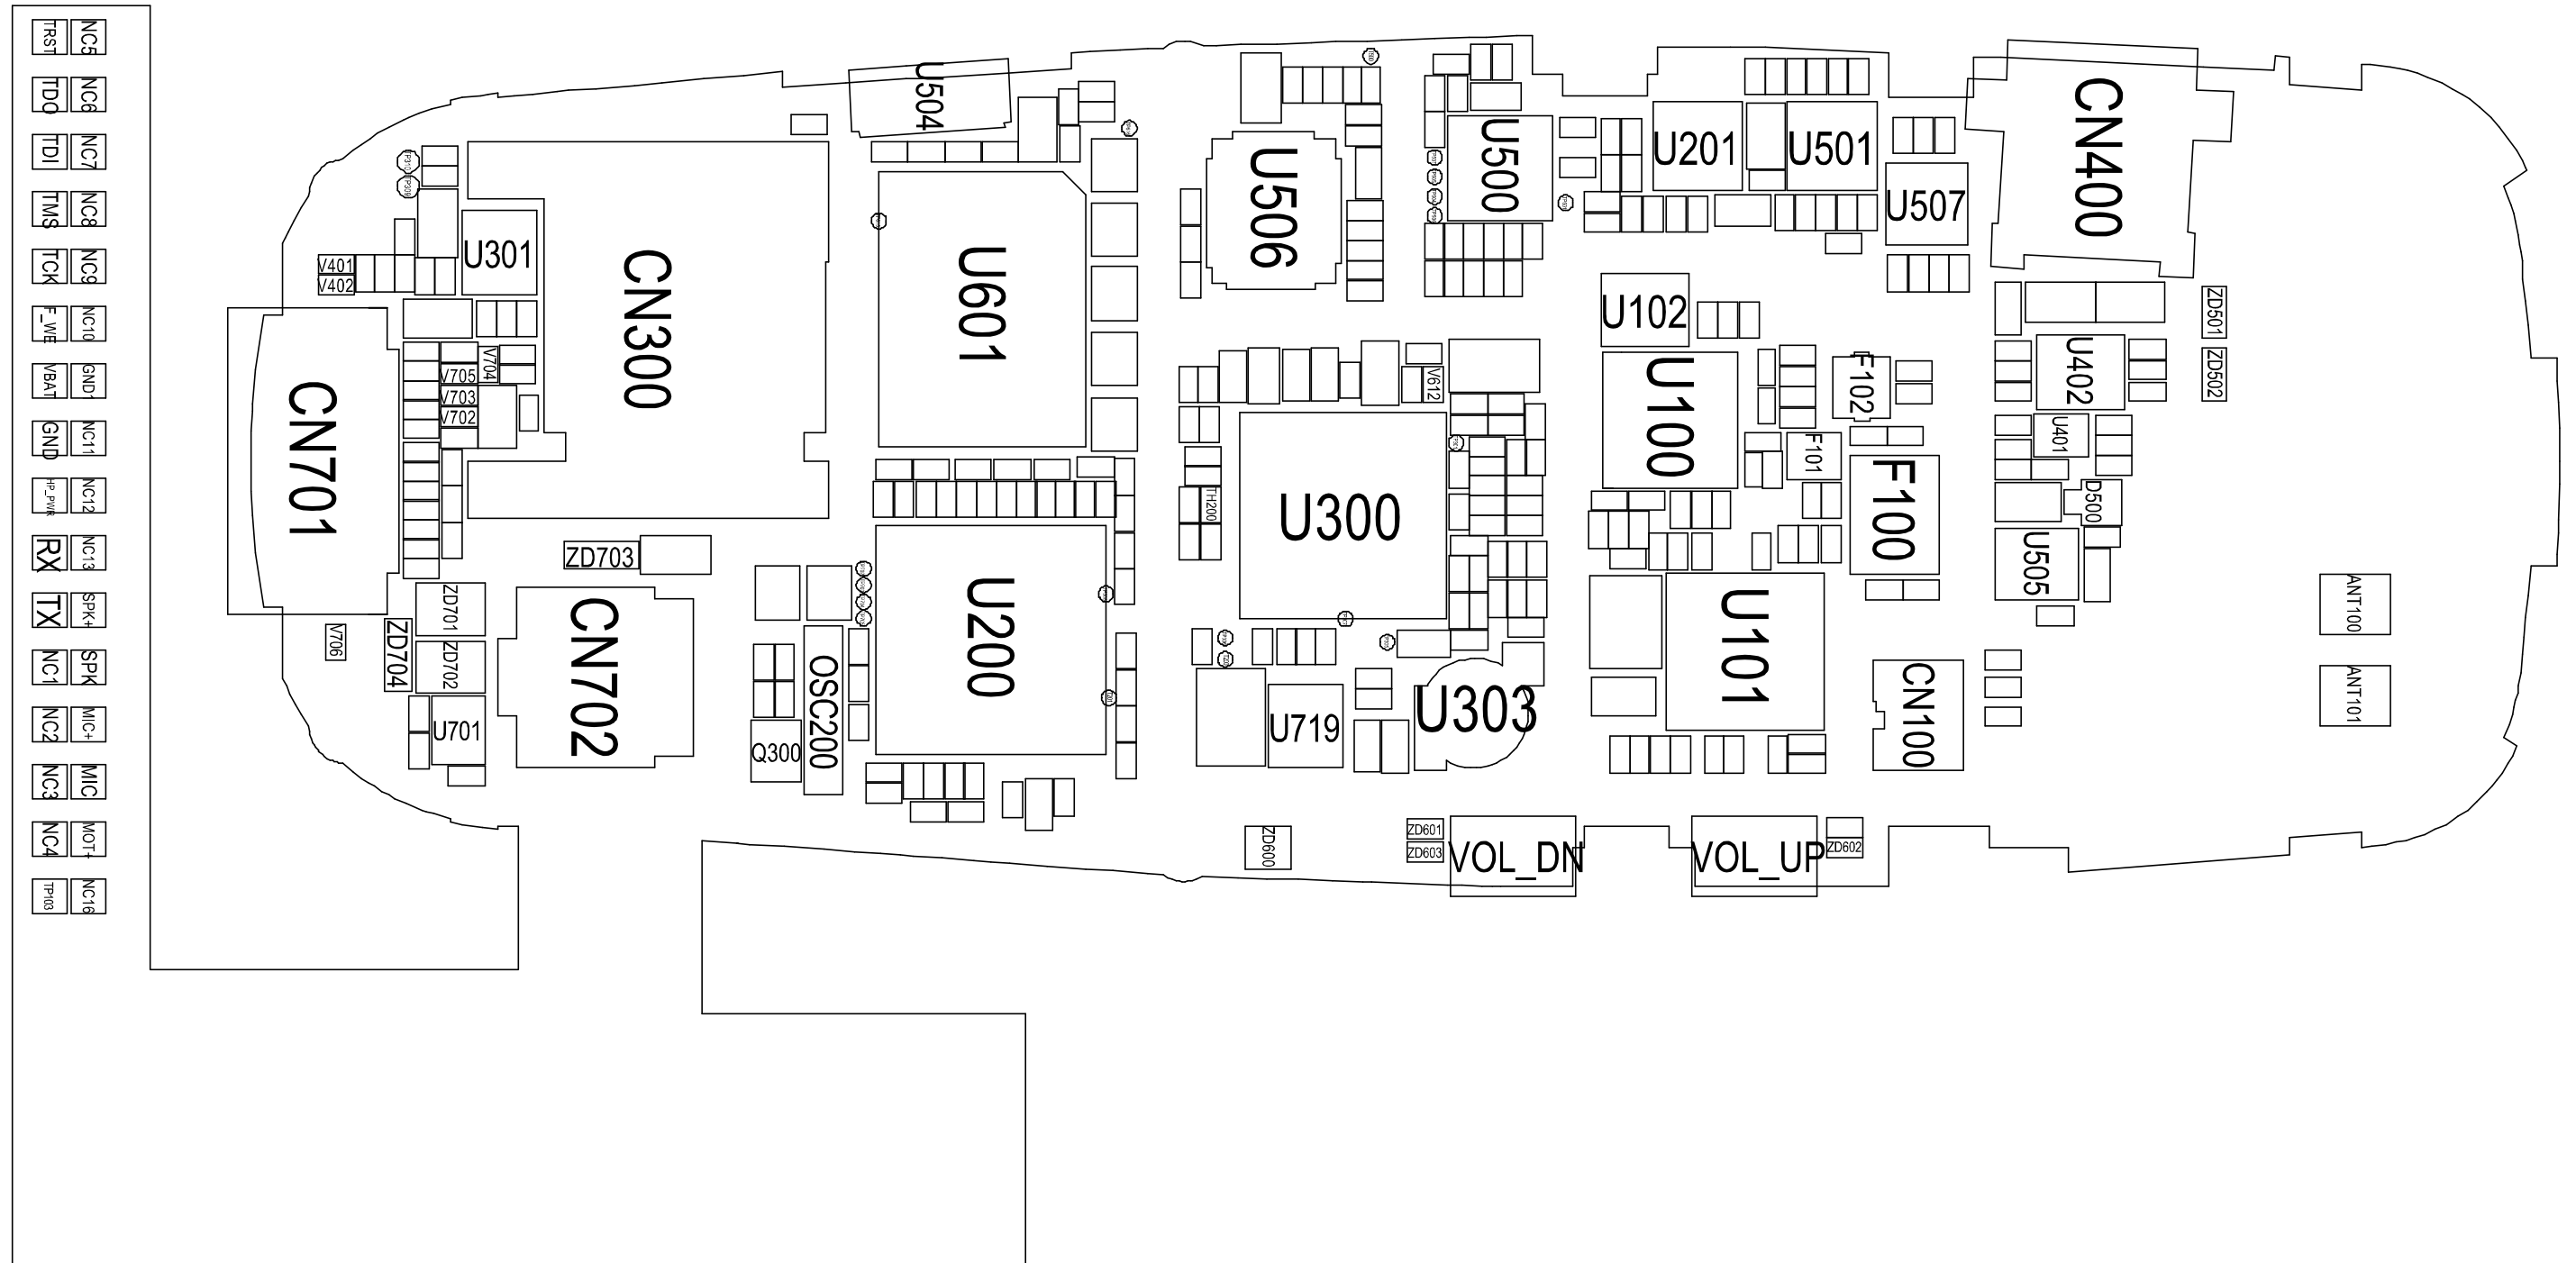 TRST NC5
TDO NC6
TDI NC7
TMS NC8
TCK NC9
F_WE NC10
VBAT GND1
GND NC11
HP_PWR NC12
RX NC13
TX SPK+
NC1 SPK
NC2 MIC+
NC3 MIC
NC4 MOT+
TP103 NC16
U504
U301
V401
V402
CN300
CN701
V704
V705
V703
V702
ZD703
ZD701
ZD702
ZD704
V706
U701
CN702
U601
U200
OSC200
Q300
U506
U500
U201
U501
U507
CN400
U102
U100
F102
F101
F100
U402
U401
D500
U505
ZD501
ZD502
V612
TH200
U300
U303
U719
U101
CN100
ANT100
ANT101
ZD600
ZD601
ZD603
VOL_DN
VOL_UP
ZD602